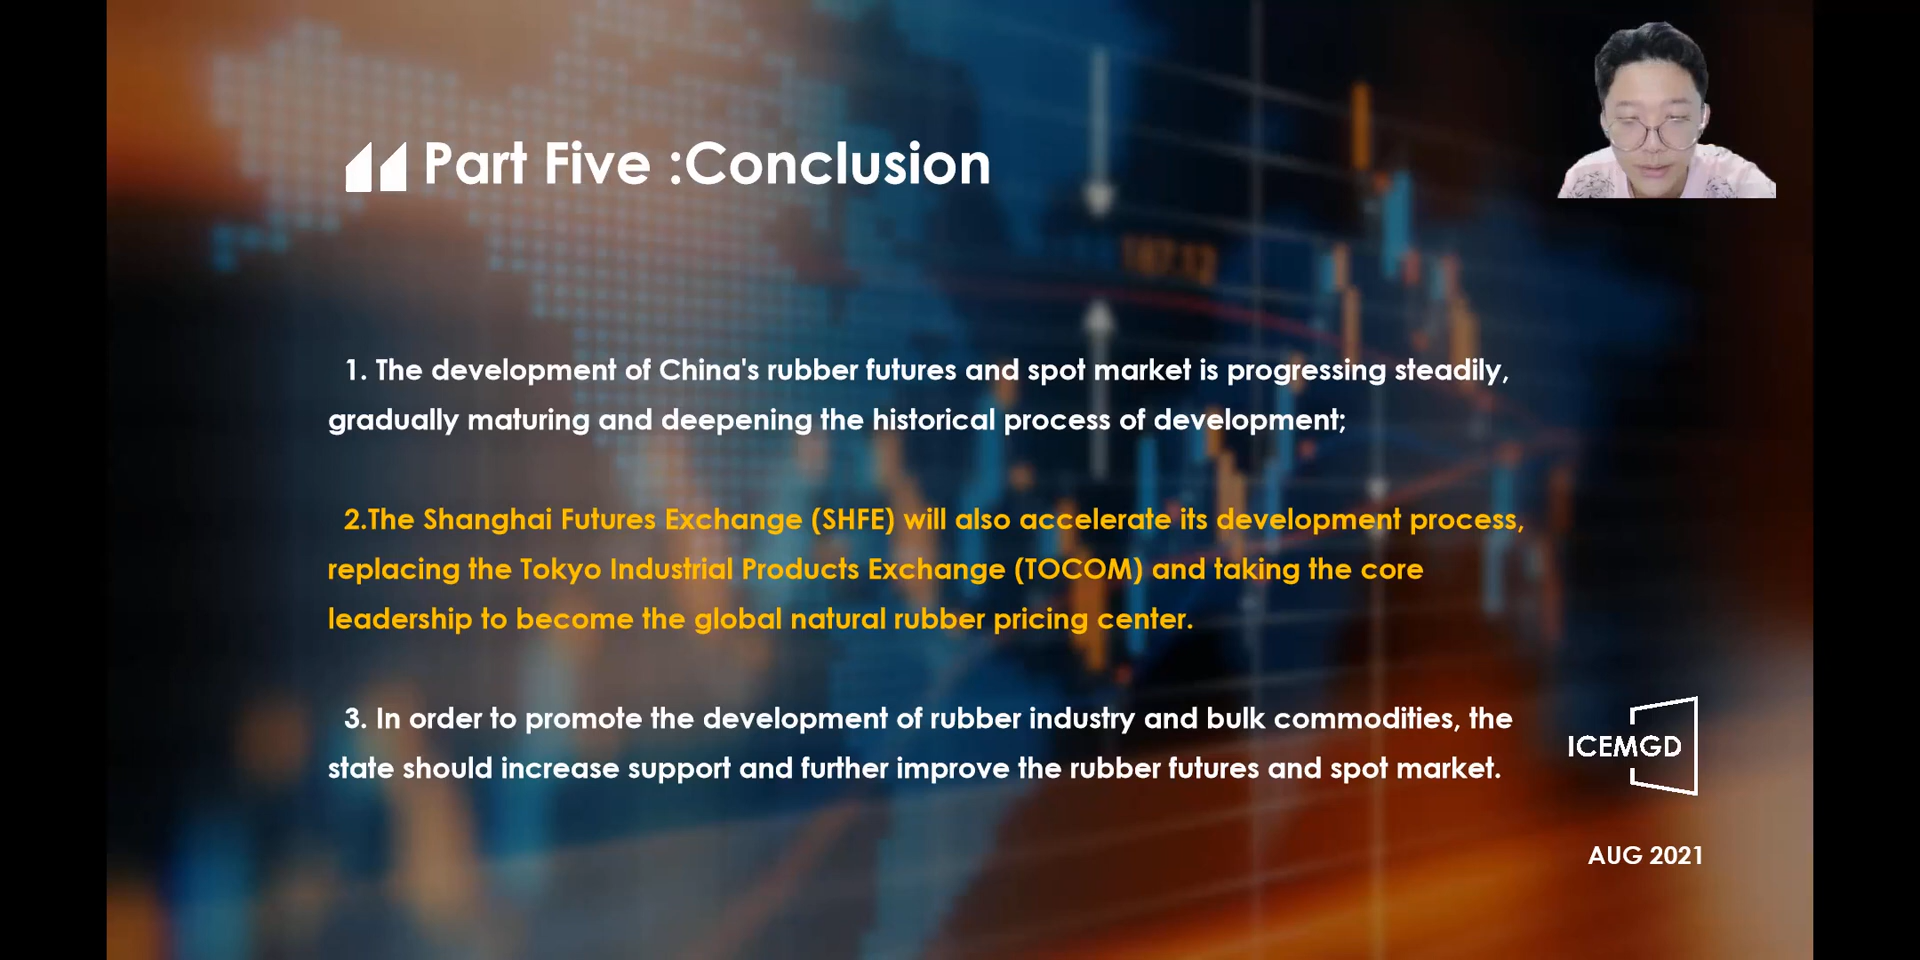 Part Five :Conclusion
187.12
1. The development of China's rubber futures and spot market is progressing steadily,
gradually maturing and deepening the historical process of development;
2.The Shanghai Futures Exchange (SHFE) will also accelerate its development process,
replacing the Tokyo Industrial Products Exchange (TOCOM) and taking the core
leadership to become the global natural rubber pricing center.
3. In order to promote the development of rubber industry and bulk commodities, the
state should increase support and further improve the rubber futures and spot market.
ICEMGD
AUG 2021